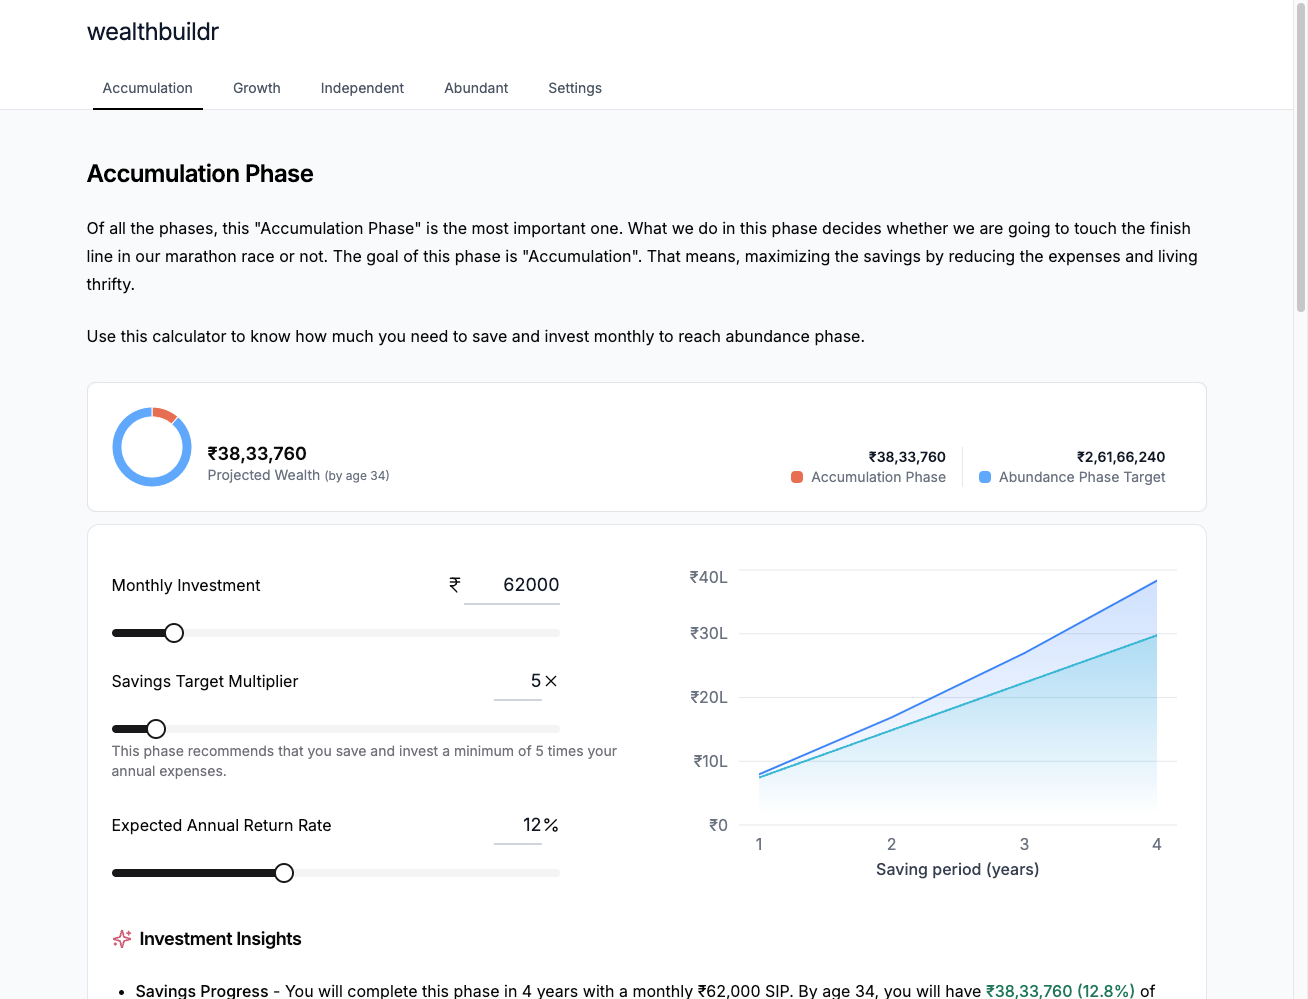 wealthbuildr
Accumulation Growth Independent Abundant Settings
Accumulation Phase
Of all the phases, this "Accumulation Phase" is the most important one. What we do in this phase decides whether we are going to touch the finish
line in our marathon race or not. The goal of this phase is "Accumulation". That means, maximizing the savings by reducing the expenses and living
thrifty.
Use this calculator to know how much you need to save and invest monthly to reach abundance phase.
₹38,33,760
Projected Wealth (by age 34)
₹38,33,760
Accumulation Phase
₹2,61,66,240
Abundance Phase Target
Monthly Investment ₹ 62000
Savings Target Multiplier 5×
This phase recommends that you save and invest a minimum of 5 times your
annual expenses.
Expected Annual Return Rate 12%
₹40L
₹30L
₹20L
₹10L
₹0
1 2 3 4
Saving period (years)
Investment Insights
• Savings Progress - You will complete this phase in 4 years with a monthly ₹62,000 SIP. By age 34, you will have ₹38,33,760 (12.8%) of